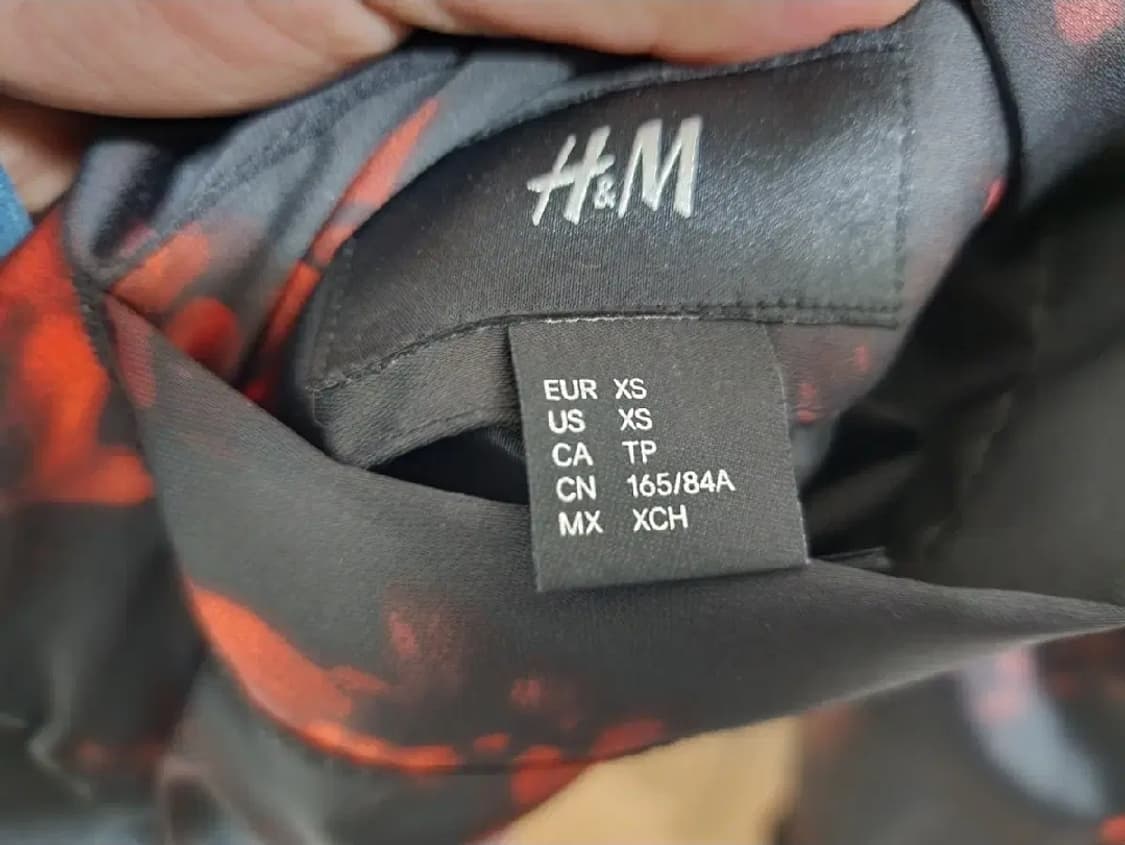 H&M
EUR XS
US XS
CA TP
CN 165/84A
MX XCH